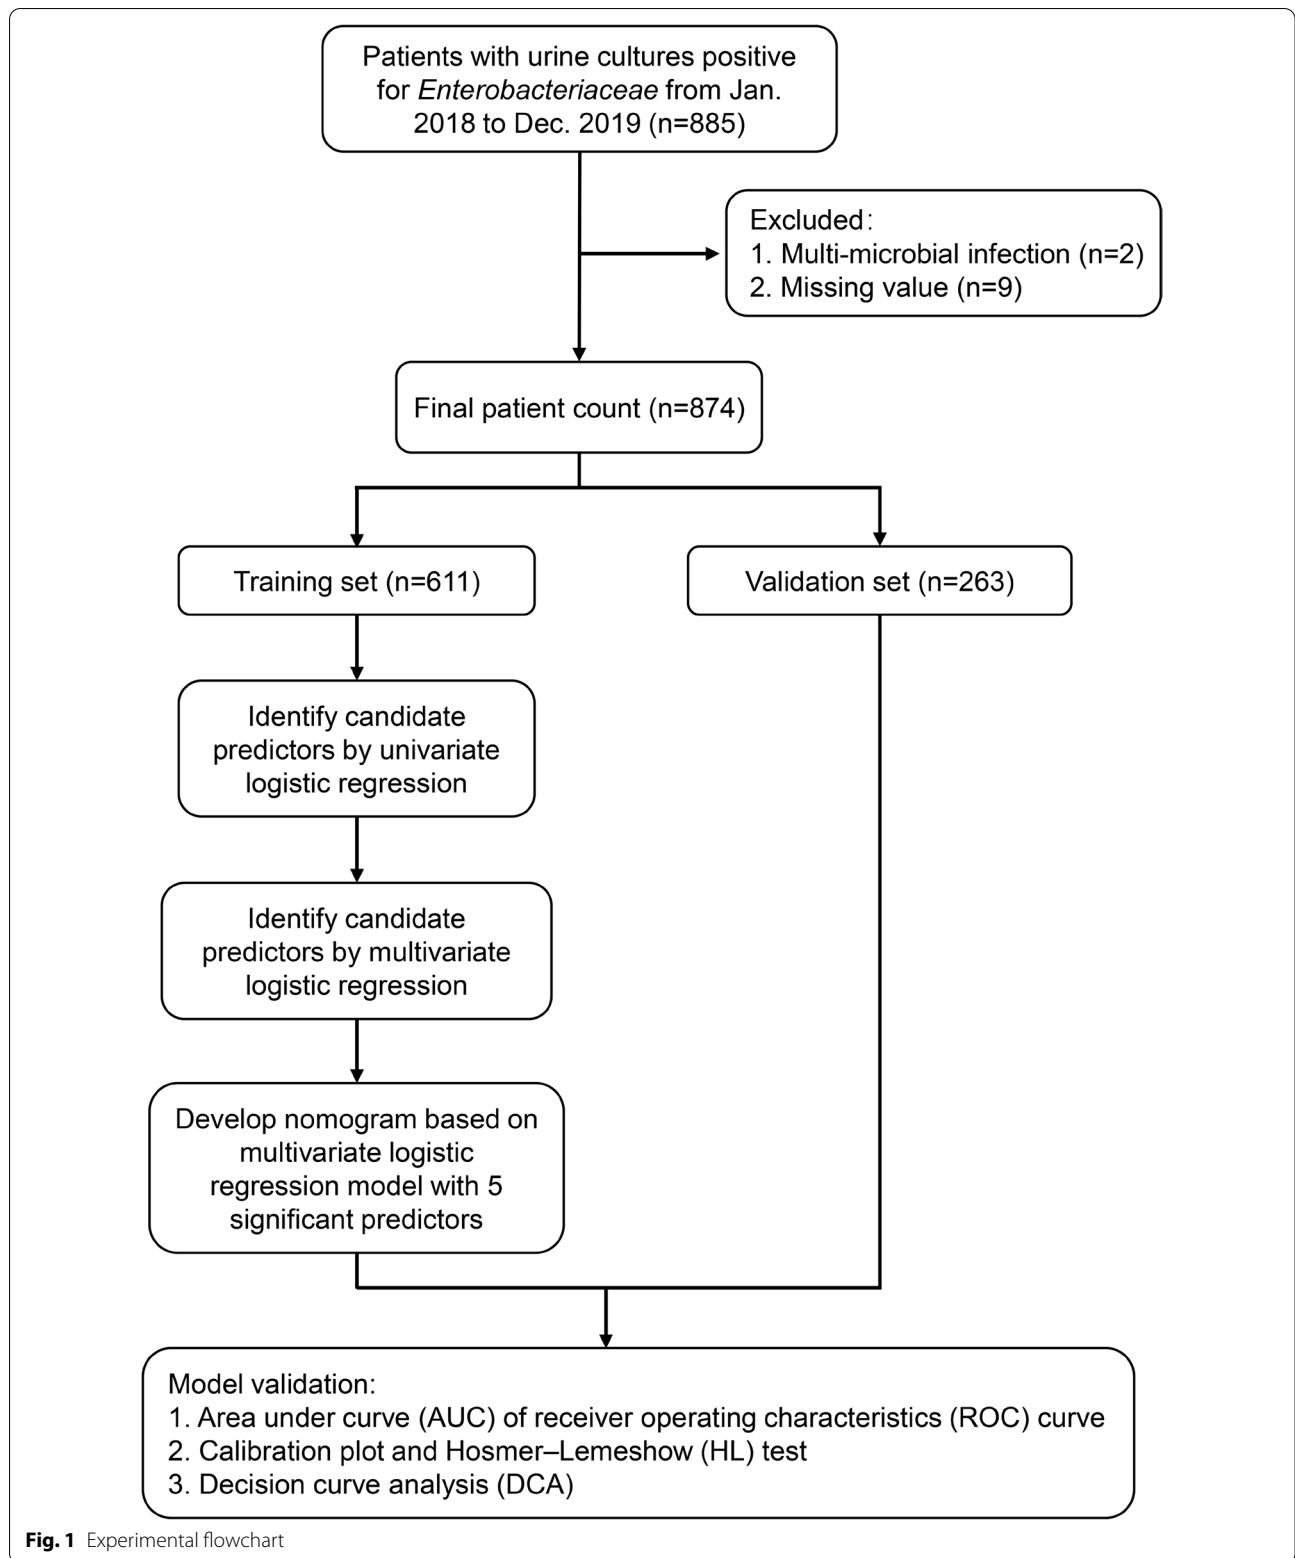 Patients with urine cultures positive
for Enterobacteriaceae from Jan.
2018 to Dec. 2019 (n=885)
Excluded:
1. Multi-microbial infection (n=2)
2. Missing value (n=9)
Final patient count (n=874)
Training set (n=611)
Validation set (n=263)
Identify candidate
predictors by univariate
logistic regression
Identify candidate
predictors by multivariate
logistic regression
Develop nomogram based on
multivariate logistic
regression model with 5
significant predictors
Model validation:
1. Area under curve (AUC) of receiver operating characteristics (ROC) curve
2. Calibration plot and Hosmer–Lemeshow (HL) test
3. Decision curve analysis (DCA)
Fig. 1 Experimental flowchart